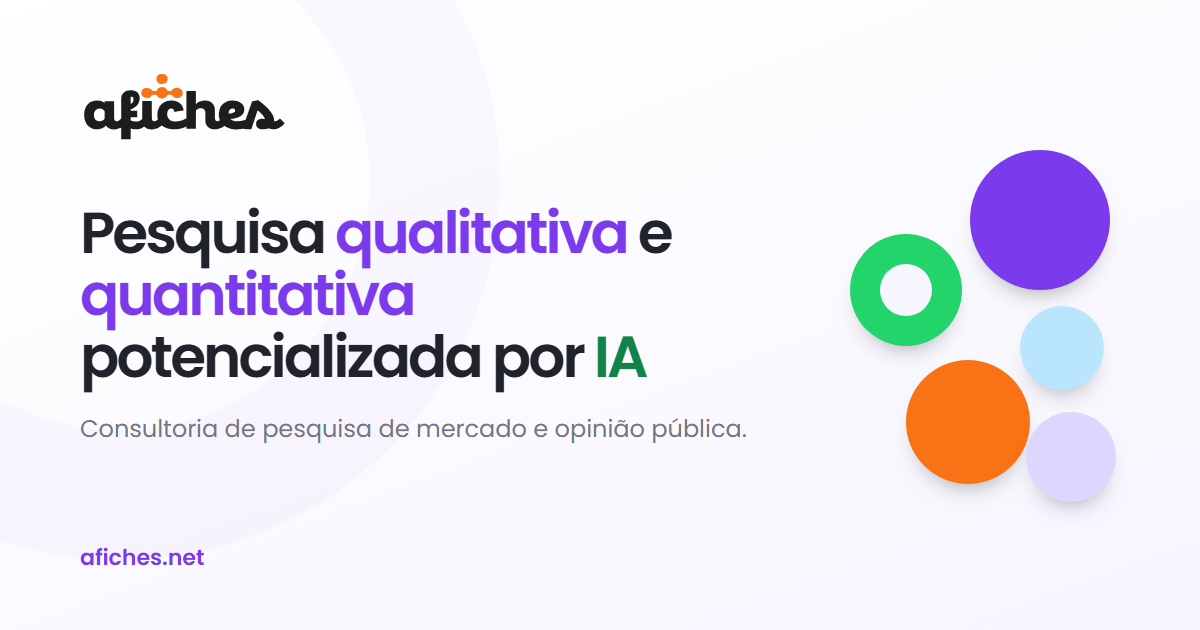 afiches
Pesquisa qualitativa e
quantitativa
potencializada por IA
Consultoria de pesquisa de mercado e opinião pública.
afiches.net